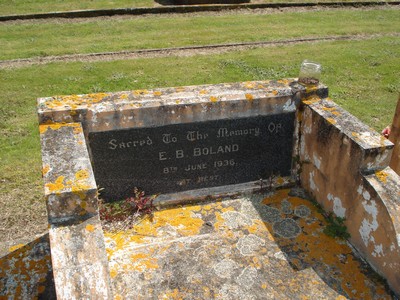 Sacred To The Memory Of
E. B. BOLAND
8TH JUNE 1936.
AT REST.